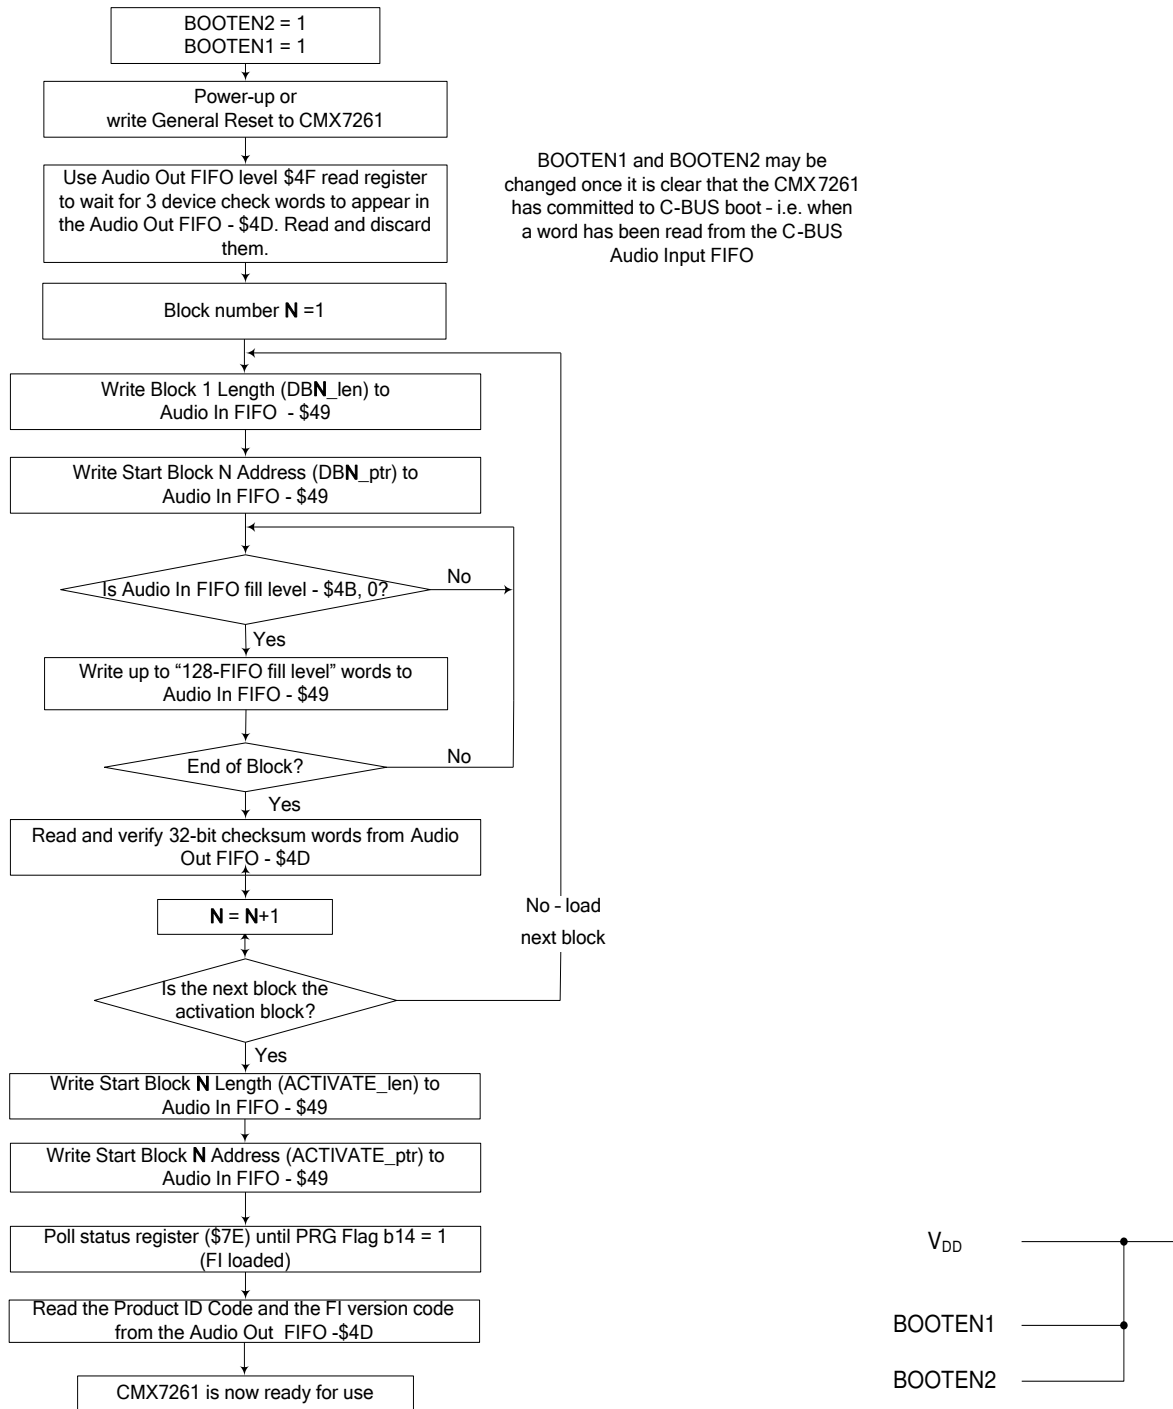 BOOTEN2 = 1
BOOTEN1 = 1
Power-up or
write General Reset to CMX7261
Use Audio Out FIFO level $4F read register
to wait for 3 device check words to appear in
the Audio Out FIFO - $4D. Read and discard
them.
BOOTEN1 and BOOTEN2 may be
changed once it is clear that the CMX7261
has committed to C-BUS boot - i.e. when
a word has been read from the C-BUS
Audio Input FIFO
Block number N =1
Write Block 1 Length (DBN_len) to
Audio In FIFO - $49
Write Start Block N Address (DBN_ptr) to
Audio In FIFO - $49
Is Audio In FIFO fill level - $4B, 0?
No
Yes
Write up to “128-FIFO fill level” words to
Audio In FIFO - $49
End of Block?
No
Yes
Read and verify 32-bit checksum words from Audio
Out FIFO - $4D
N = N+1
No - load
next block
Is the next block the
activation block?
Yes
Write Start Block N Length (ACTIVATE_len) to
Audio In FIFO - $49
Write Start Block N Address (ACTIVATE_ptr) to
Audio In FIFO - $49
Poll status register ($7E) until PRG Flag b14 = 1
(FI loaded)
Read the Product ID Code and the FI version code
from the Audio Out FIFO -$4D
CMX7261 is now ready for use
VDD
BOOTEN1
BOOTEN2